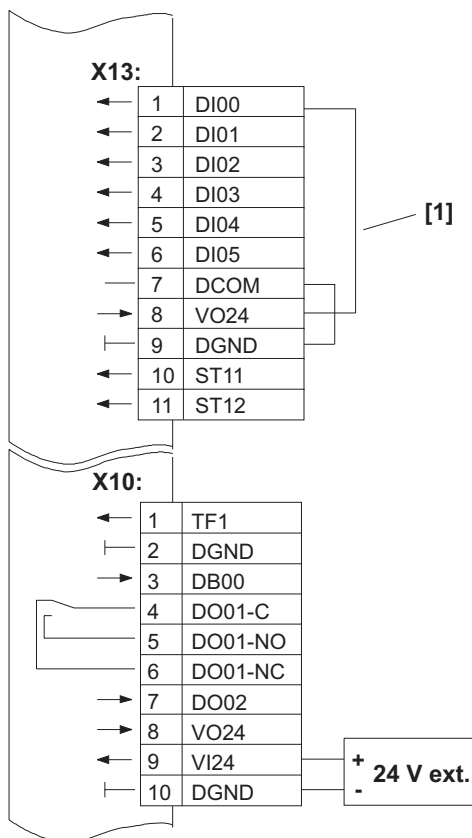 X13:
1 DI00
2 DI01
3 DI02
4 DI03
5 DI04
6 DI05
7 DCOM
8 VO24
9 DGND
10 ST11
11 ST12
[1]
X10:
1 TF1
2 DGND
3 DB00
4 DO01-C
5 DO01-NO
6 DO01-NC
7 DO02
8 VO24
9 VI24
10 DGND
+
24 V ext.
-